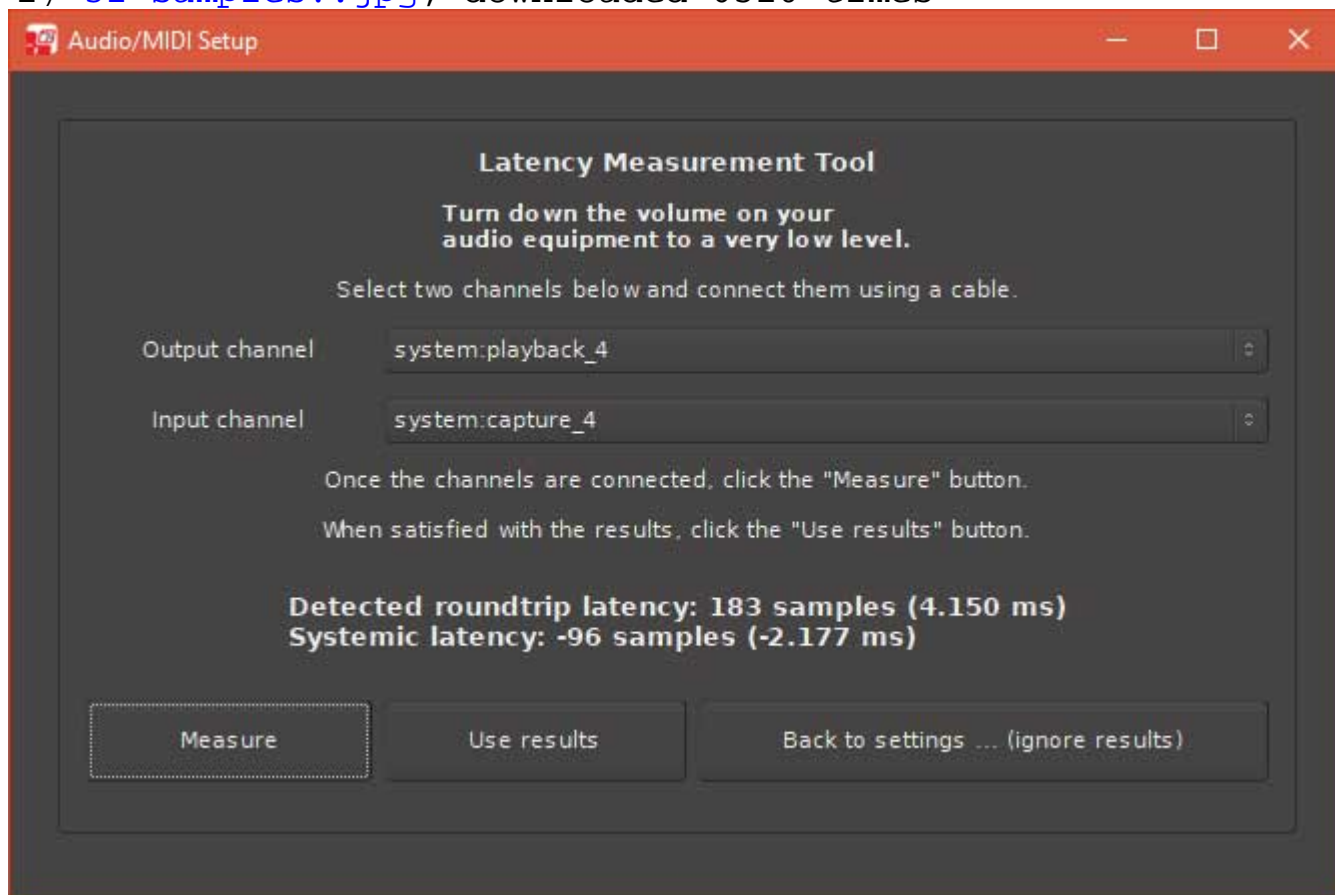 Audio/MIDI Setup
Latency Measurement Tool
Turn down the volume on your
audio equipment to a very low level.
Select two channels below and connect them using a cable.
Output channel system:playback_4
Input channel system:capture_4
Once the channels are connected, click the "Measure" button.
When satisfied with the results, click the "Use results" button.
Detected roundtrip latency: 183 samples (4.150 ms)
Systemic latency: -96 samples (-2.177 ms)
Measure Use results Back to settings ... (ignore results)